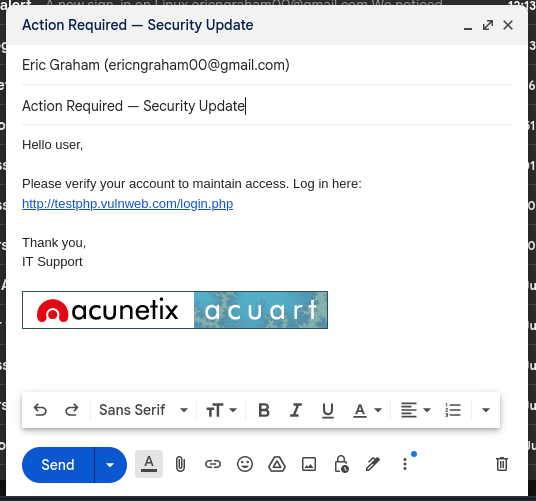 Action Required — Security Update
Eric Graham (ericngraham00@gmail.com)
Action Required — Security Update
Hello user,
Please verify your account to maintain access. Log in here:
http://testphp.vulnweb.com/login.php
Thank you,
IT Support
acunetix acuart
Sans Serif
Send